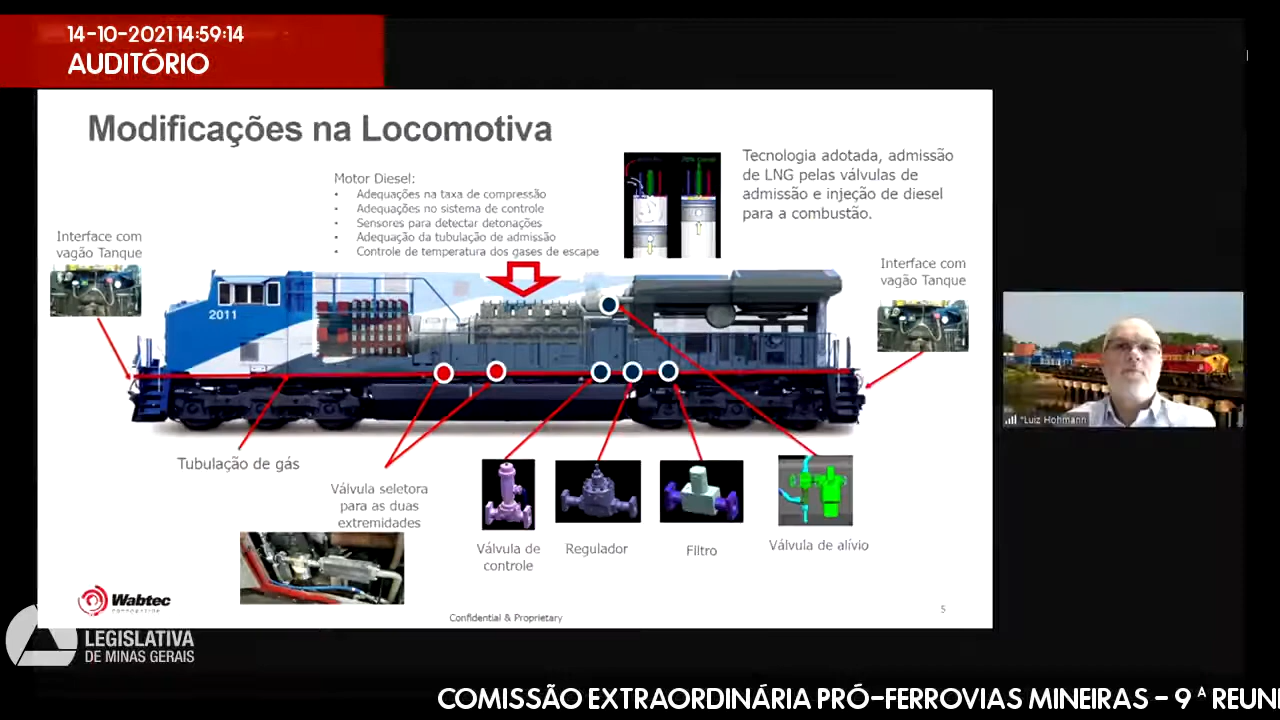 14-10-2021 14:59:14
AUDITÓRIO
Modificações na Locomotiva
Motor Diesel:
• Adequações na taxa de compressão
• Adequações no sistema de controle
• Sensores para detectar detonações
• Adequação da tubulação de admissão
• Controle de temperatura dos gases de escape
Tecnologia adotada, admissão
de LNG pelas válvulas de
admissão e injeção de diesel
para a combustão.
Interface com
vagão Tanque
Interface com
vagão Tanque
2011
Tubulação de gás
Válvula seletora
para as duas
extremidades
Válvula de
controle
Regulador
Filtro
Válvula de alívio
Wabtec
Confidential & Proprietary
5
*Luiz Hohmann
LEGISLATIVA
DE MINAS GERAIS
COMISSÃO EXTRAORDINÁRIA PRÓ-FERROVIAS MINEIRAS - 9ª REUNI